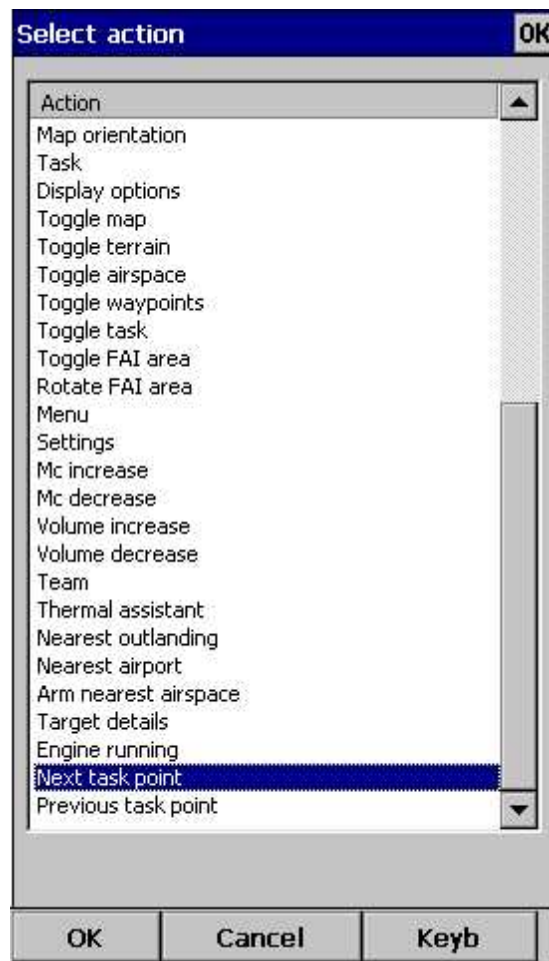 Select action
OK
Action
Map orientation
Task
Display options
Toggle map
Toggle terrain
Toggle airspace
Toggle waypoints
Toggle task
Toggle FAI area
Rotate FAI area
Menu
Settings
Mc increase
Mc decrease
Volume increase
Volume decrease
Team
Thermal assistant
Nearest outlanding
Nearest airport
Arm nearest airspace
Target details
Engine running
Next task point
Previous task point
OK Cancel Keyb